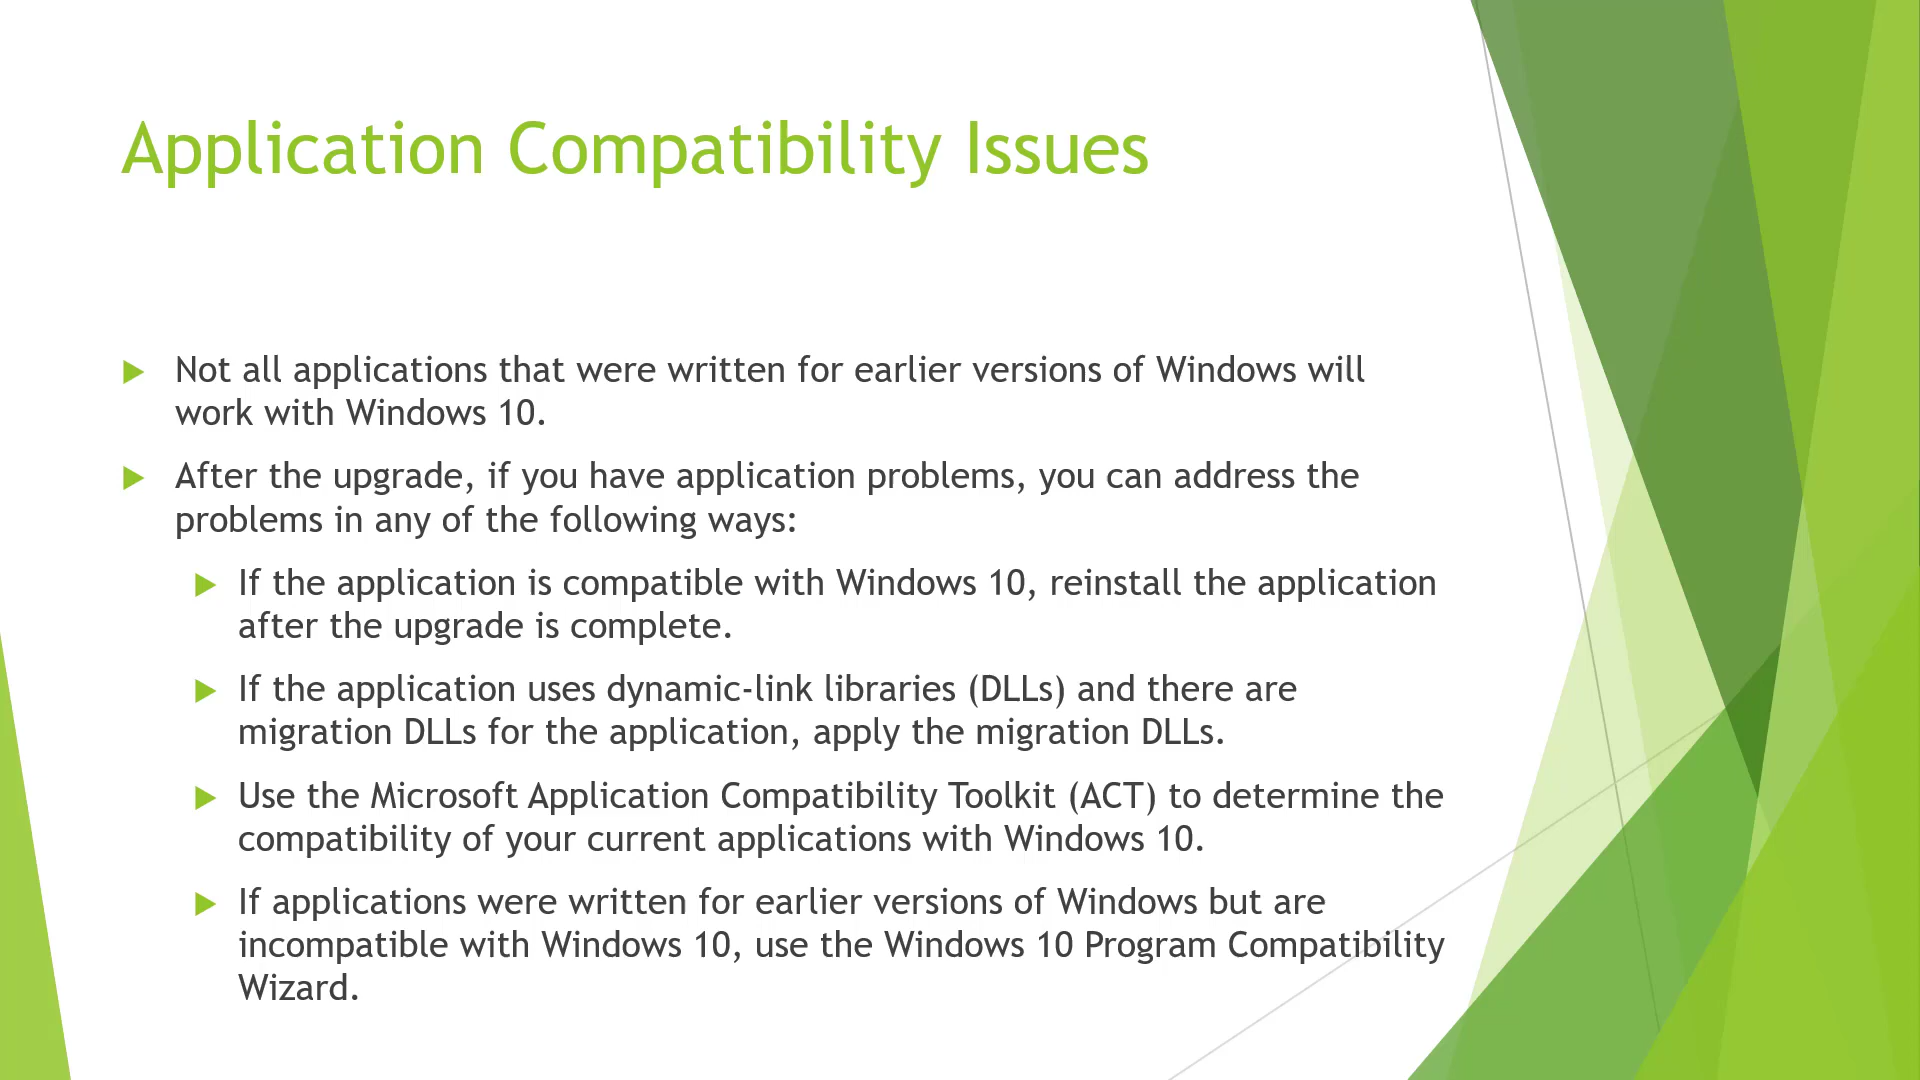 Application Compatibility Issues
Not all applications that were written for earlier versions of Windows will
work with Windows 10.
After the upgrade, if you have application problems, you can address the
problems in any of the following ways:
If the application is compatible with Windows 10, reinstall the application
after the upgrade is complete.
If the application uses dynamic-link libraries (DLLs) and there are
migration DLLs for the application, apply the migration DLLs.
Use the Microsoft Application Compatibility Toolkit (ACT) to determine the
compatibility of your current applications with Windows 10.
If applications were written for earlier versions of Windows but are
incompatible with Windows 10, use the Windows 10 Program Compatibility
Wizard.